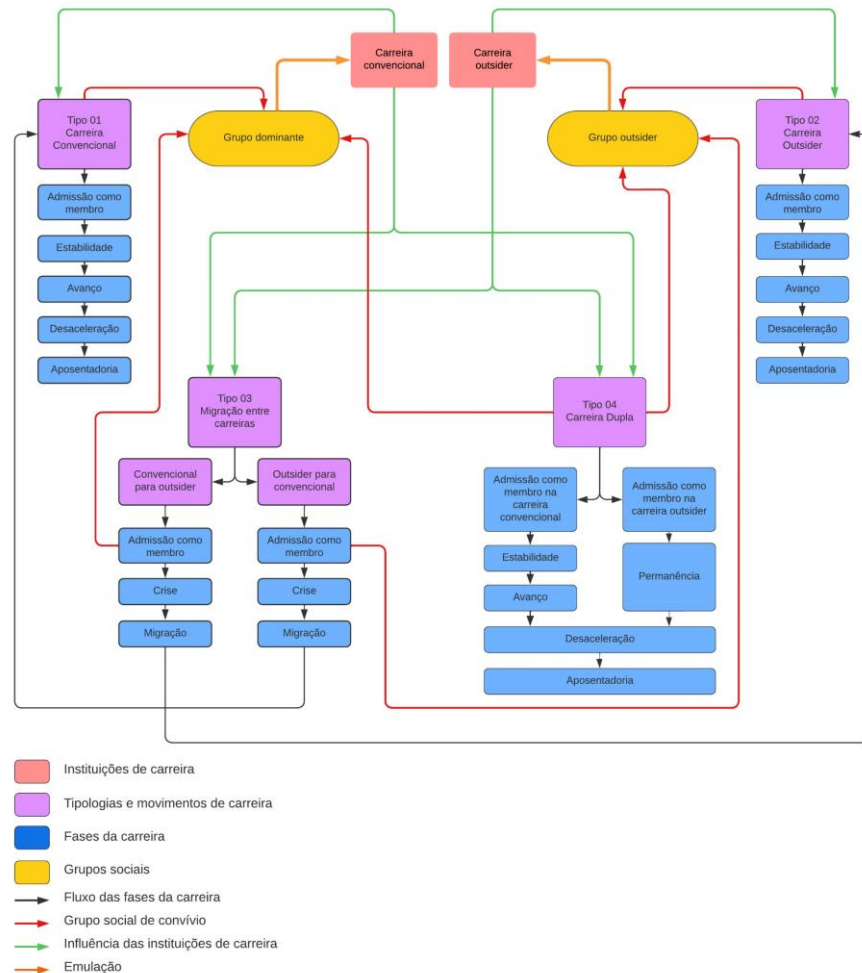 Carreira
convencional
Carreira
outsider
Tipo 01
Carreira
Convencional
Grupo dominante
Grupo outsider
Tipo 02
Carreira
Outsider
Admissão como
membro
Estabilidade
Avanço
Desaceleração
Aposentadoria
Admissão como
membro
Estabilidade
Avanço
Desaceleração
Aposentadoria
Tipo 03
Migração entre
carreiras
Tipo 04
Carreira Dupla
Convencional
para outsider
Outsider para
convencional
Admissão como
membro
Crise
Migração
Admissão como
membro
Crise
Migração
Admissão como
membro na
carreira
convencional
Admissão como
membro na
carreira outsider
Estabilidade
Avanço
Permanência
Desaceleração
Aposentadoria
Instituições de carreira
Tipologias e movimentos de carreira
Fases da carreira
Grupos sociais
Fluxo das fases da carreira
Grupo social de convívio
Influência das instituições de carreira
Emulação